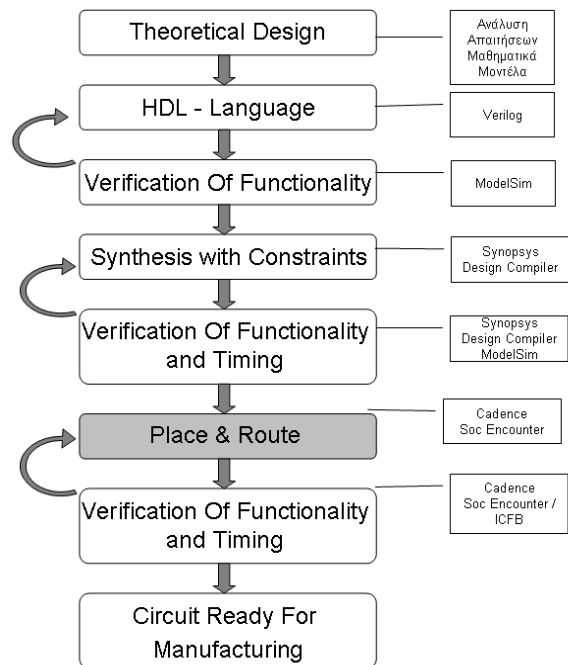 Theoretical Design
Ανάλυση
Απαιτήσεων
Μαθηματικά
Μοντέλα
HDL - Language
Verilog
Verification Of Functionality
ModelSim
Synthesis with Constraints
Synopsys
Design Compiler
Verification Of Functionality
and Timing
Synopsys
Design Compiler
ModelSim
Place & Route
Cadence
Soc Encounter
Verification Of Functionality
and Timing
Cadence
Soc Encounter /
ICFB
Circuit Ready For
Manufacturing